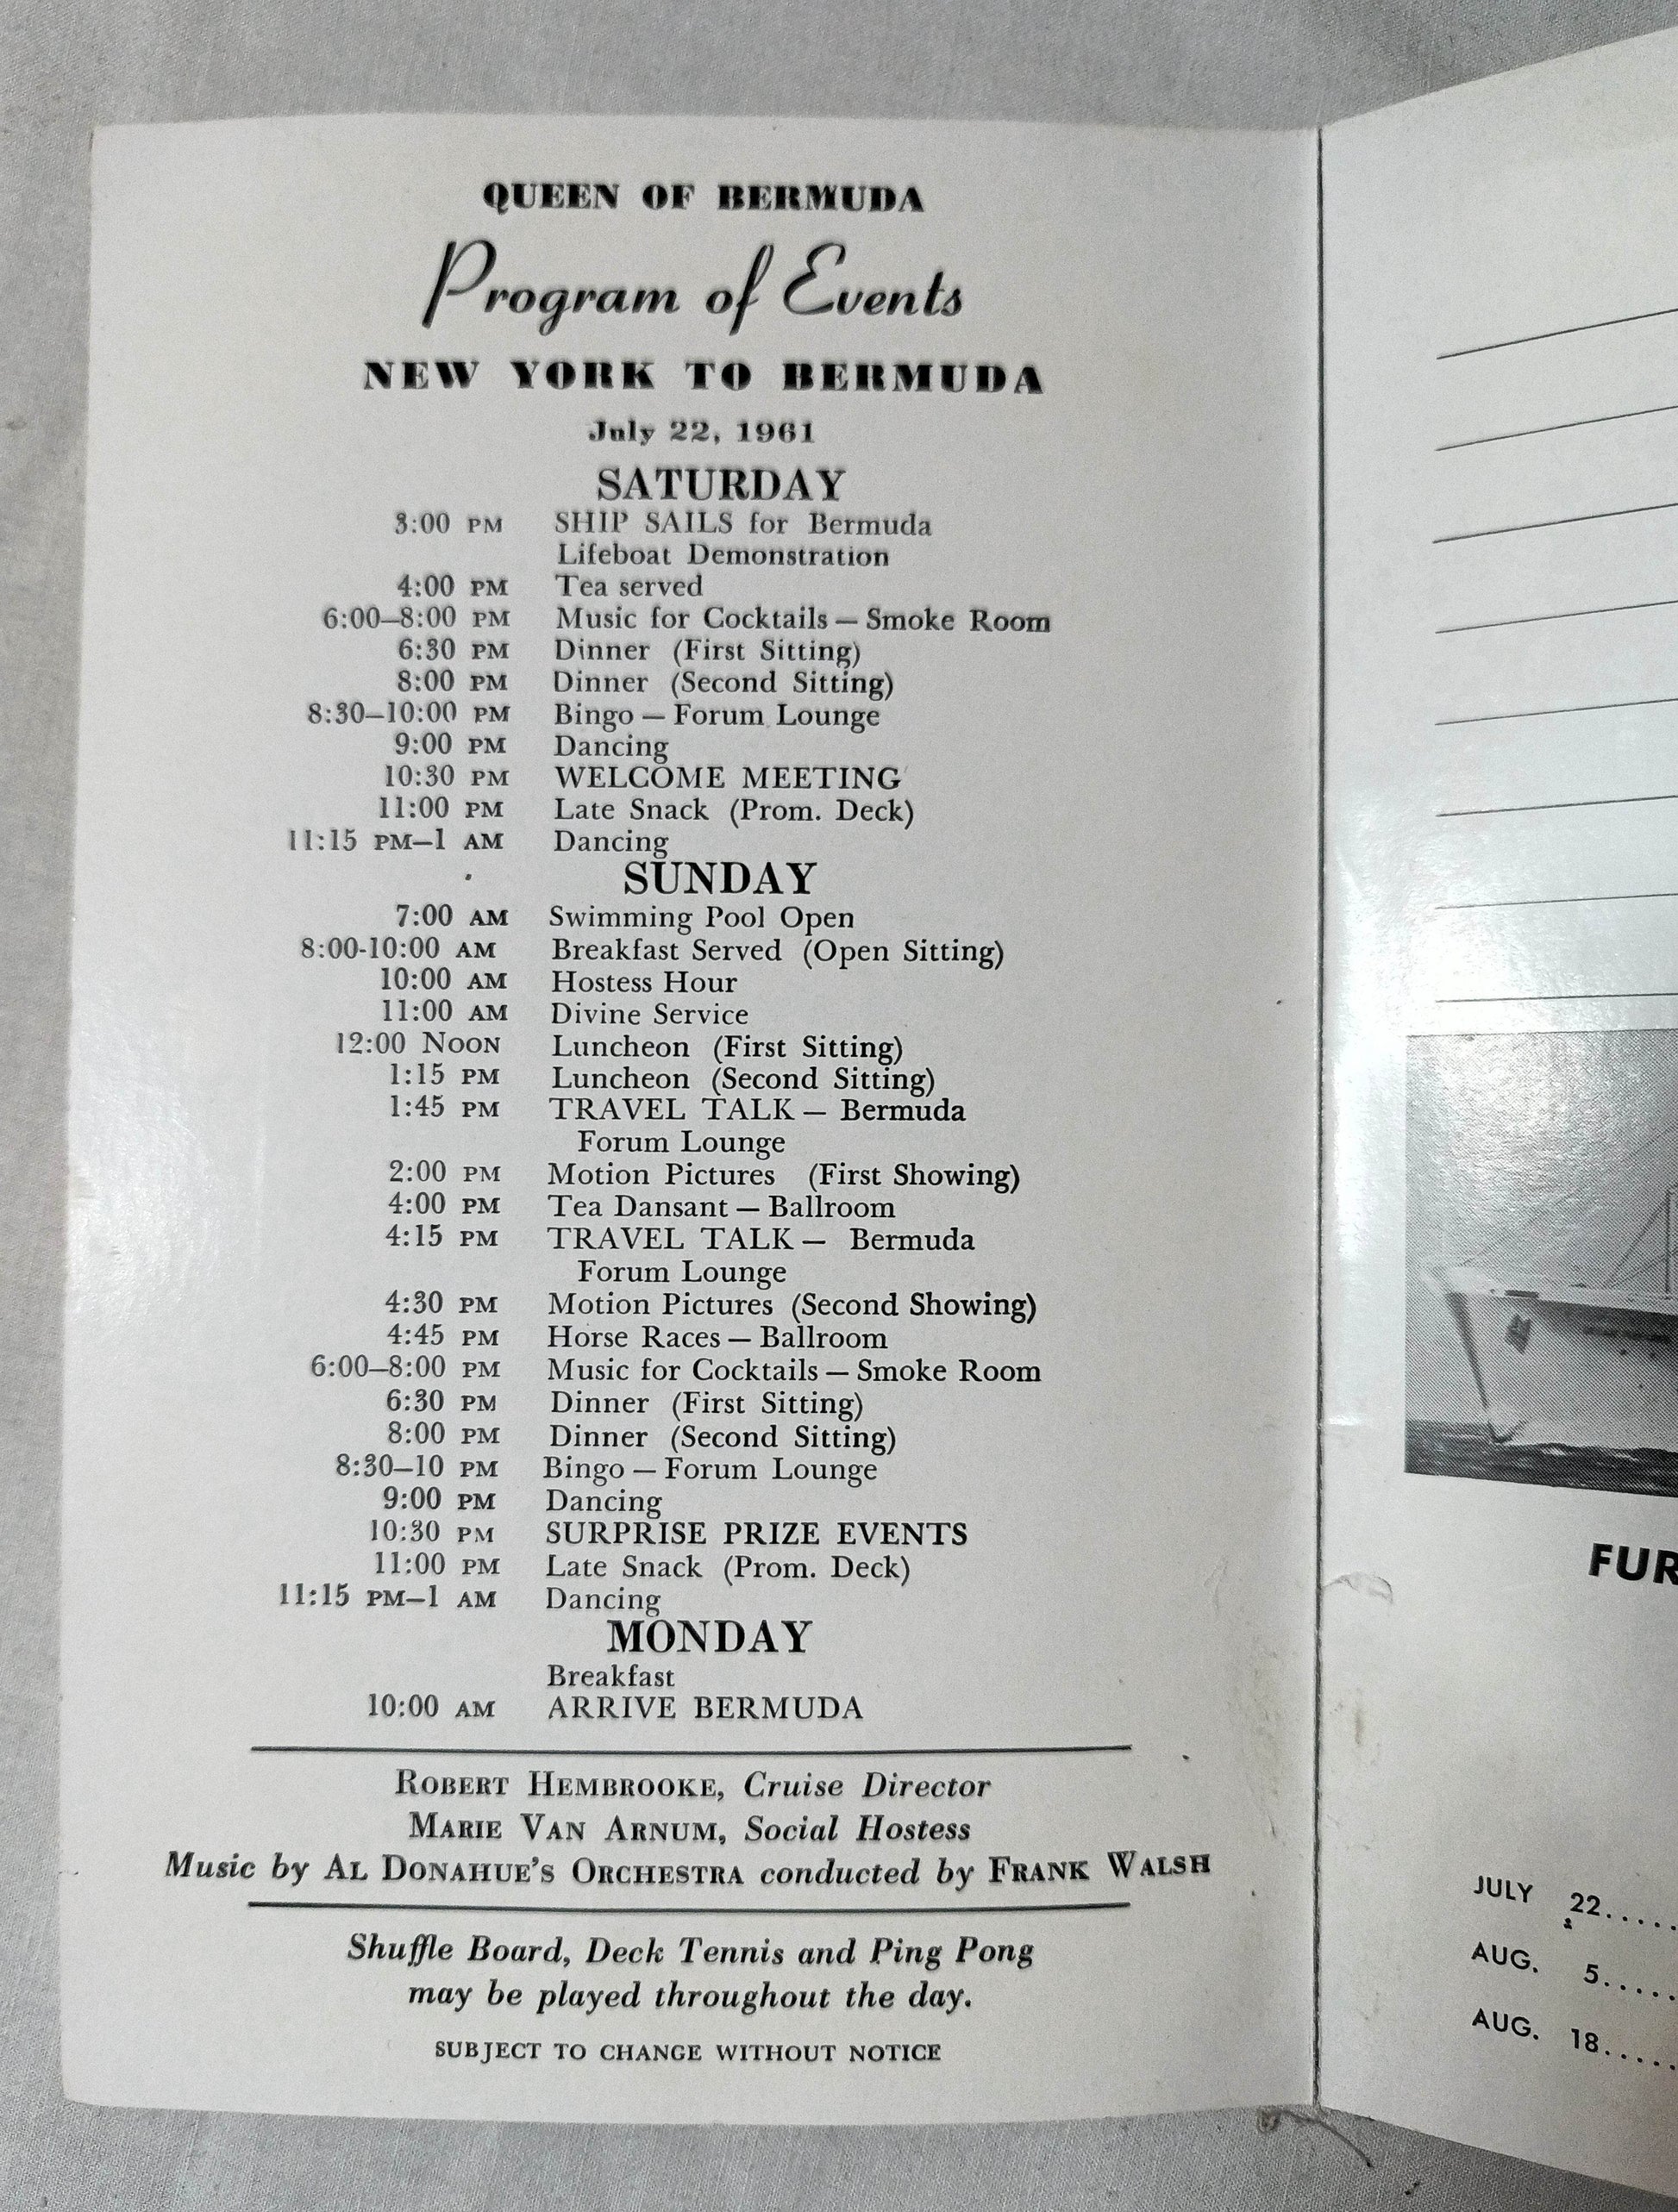 QUEEN OF BERMUDA
Program of Events
NEW YORK TO BERMUDA
July 22, 1961
SATURDAY
3:00 PM SHIP SAILS for Bermuda
Lifeboat Demonstration
4:00 PM Tea served
6:00–8:00 PM Music for Cocktails — Smoke Room
6:30 PM Dinner (First Sitting)
8:00 PM Dinner (Second Sitting)
8:30–10:00 PM Bingo — Forum Lounge
9:00 PM Dancing
10:30 PM WELCOME MEETING
11:00 PM Late Snack (Prom. Deck)
11:15 PM–1 AM Dancing
SUNDAY
7:00 AM Swimming Pool Open
8:00-10:00 AM Breakfast Served (Open Sitting)
10:00 AM Hostess Hour
11:00 AM Divine Service
12:00 NOON Luncheon (First Sitting)
1:15 PM Luncheon (Second Sitting)
1:45 PM TRAVEL TALK — Bermuda
Forum Lounge
2:00 PM Motion Pictures (First Showing)
4:00 PM Tea Dansant — Ballroom
4:15 PM TRAVEL TALK — Bermuda
Forum Lounge
4:30 PM Motion Pictures (Second Showing)
4:45 PM Horse Races — Ballroom
6:00–8:00 PM Music for Cocktails — Smoke Room
6:30 PM Dinner (First Sitting)
8:00 PM Dinner (Second Sitting)
8:30–10 PM Bingo — Forum Lounge
9:00 PM Dancing
10:30 PM SURPRISE PRIZE EVENTS
11:00 PM Late Snack (Prom. Deck)
11:15 PM–1 AM Dancing
MONDAY
Breakfast
10:00 AM ARRIVE BERMUDA
ROBERT HEMBROOKE, Cruise Director
MARIE VAN ARNUM, Social Hostess
Music by AL DONAHUE'S ORCHESTRA conducted by FRANK WALSH
Shuffle Board, Deck Tennis and Ping Pong
may be played throughout the day.
SUBJECT TO CHANGE WITHOUT NOTICE
FUR
JULY 22.....
AUG. 5.....
AUG. 18.....